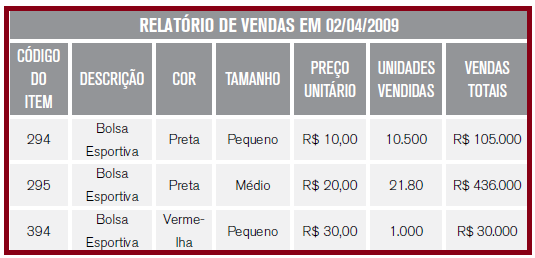 RELATÓRIO DE VENDAS EM 02/04/2009
CÓDIGO DO ITEM DESCRIÇÃO COR TAMANHO PREÇO UNITÁRIO UNIDADES VENDIDAS VENDAS TOTAIS
294 Bolsa Esportiva Preta Pequeno R$ 10,00 10.500 R$ 105.000
295 Bolsa Esportiva Preta Médio R$ 20,00 21.80 R$ 436.000
394 Bolsa Esportiva Verme-lha Pequeno R$ 30,00 1.000 R$ 30.000